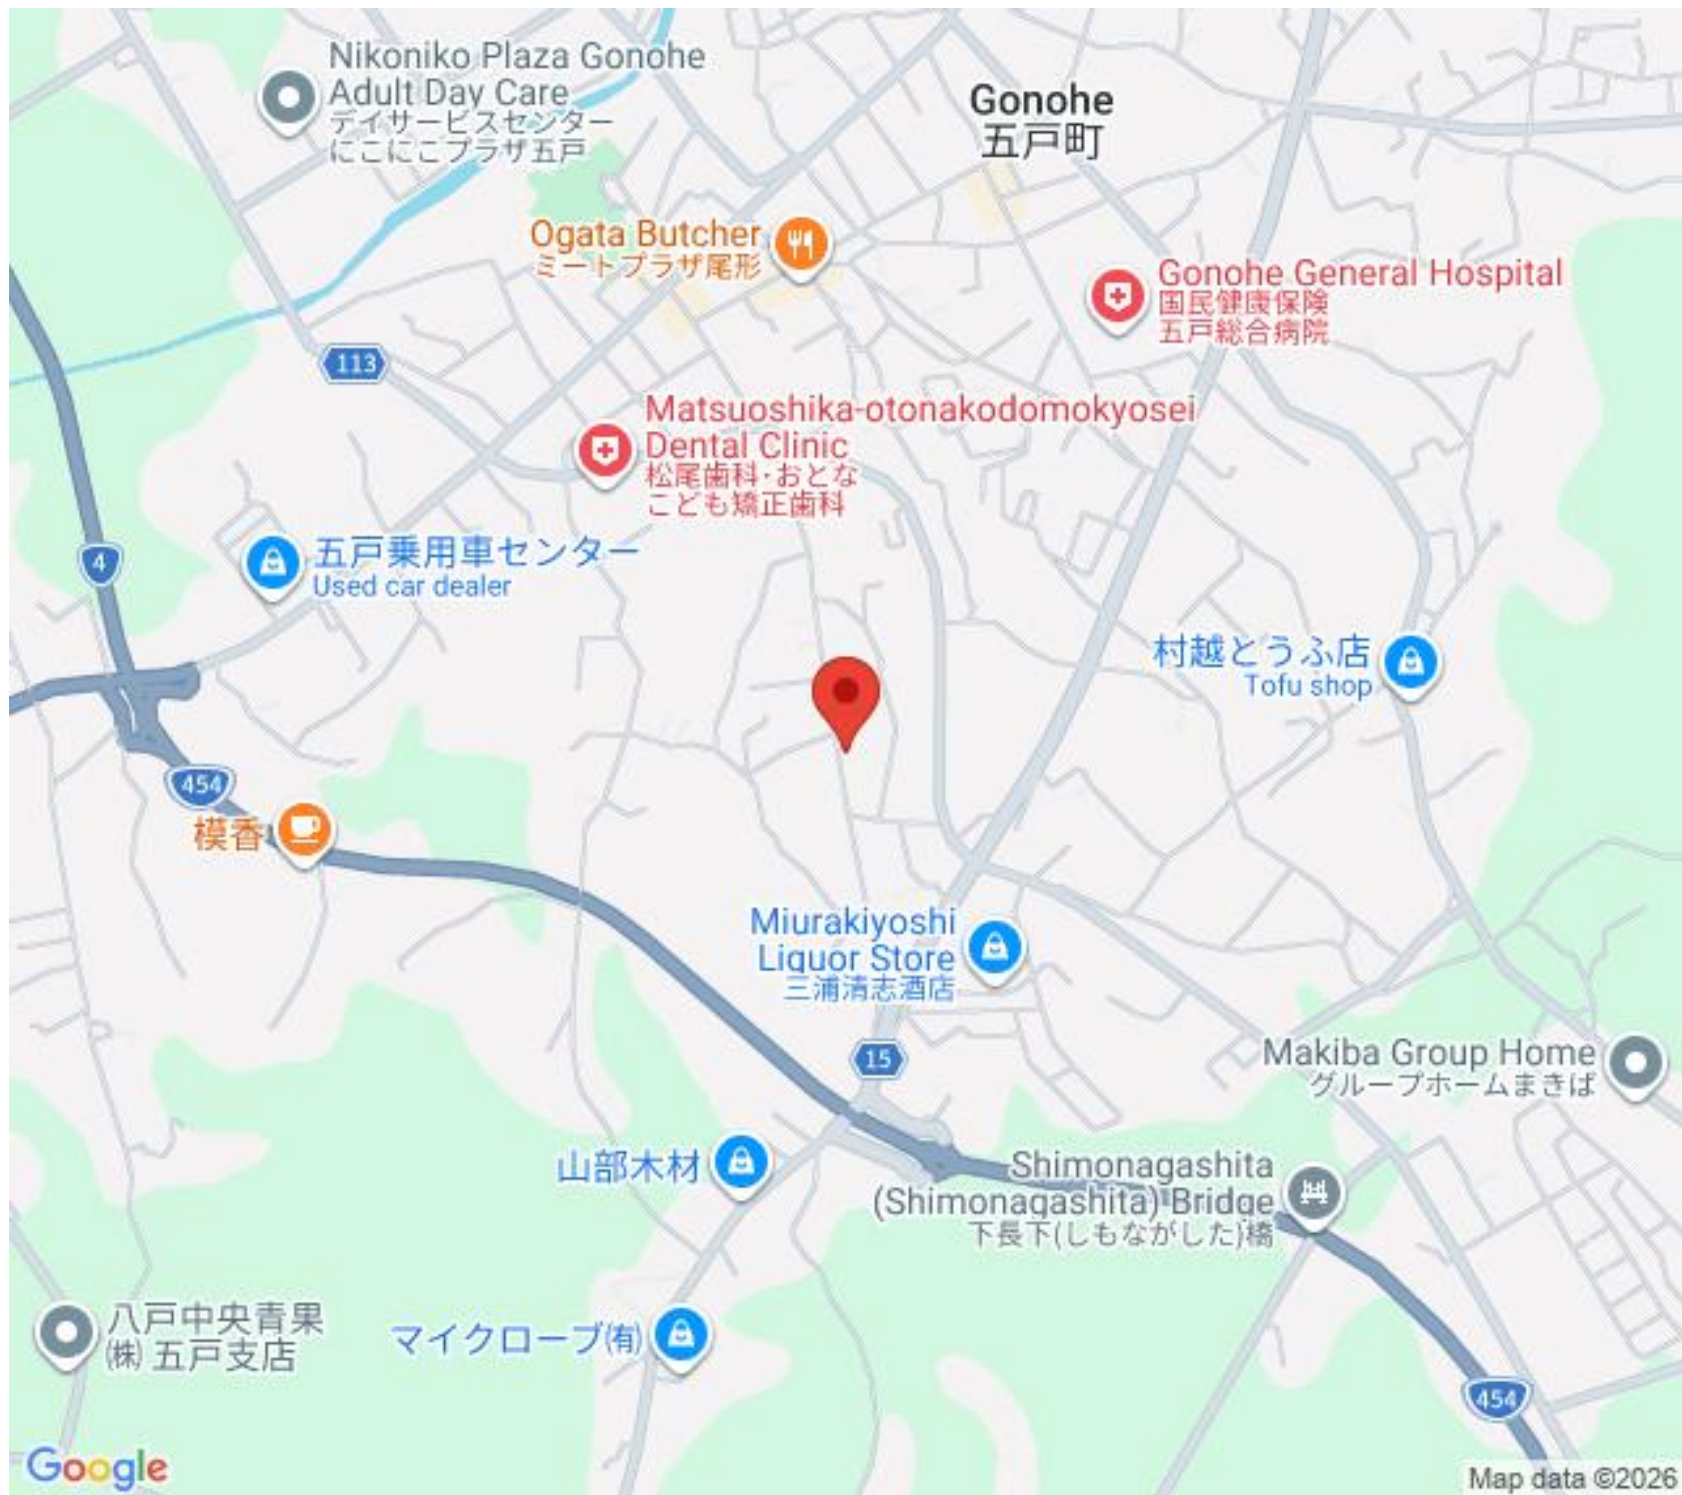 Nikoniko Plaza Gonohe
Adult Day Care
デイサービスセンター
にこにこプラザ五戸
Gonohe
五戸町
Ogata Butcher
ミートプラザ尾形
Gonohe General Hospital
国民健康保険
五戸総合病院
113
Matsuoshika-otonakodomokyosei
Dental Clinic
松尾歯科・おとな
こども矯正歯科
4
五戸乗用車センター
Used car dealer
村越とうふ店
Tofu shop
454
模香
Miurakiyoshi
Liquor Store
三浦清志酒店
15
Makiba Group Home
グループホームまきば
山部木材
Shimonagashita
(Shimonagashita) Bridge
下長下(しもながした)橋
八戸中央青果
㈱ 五戸支店
マイクローブ㈲
454
Google
Map data ©2026